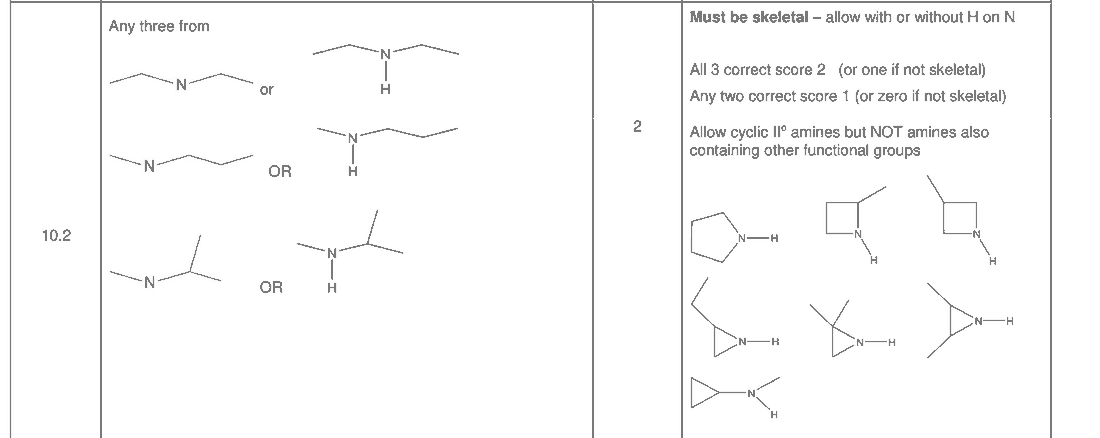 10.2
Any three from
N
or
N
H
N
OR
N
H
N
OR
N
H
2
Must be skeletal – allow with or without H on N
All 3 correct score 2 (or one if not skeletal)
Any two correct score 1 (or zero if not skeletal)
Allow cyclic IIº amines but NOT amines also
containing other functional groups
N H
N
H
N
H
N H
N H
N H
N
H